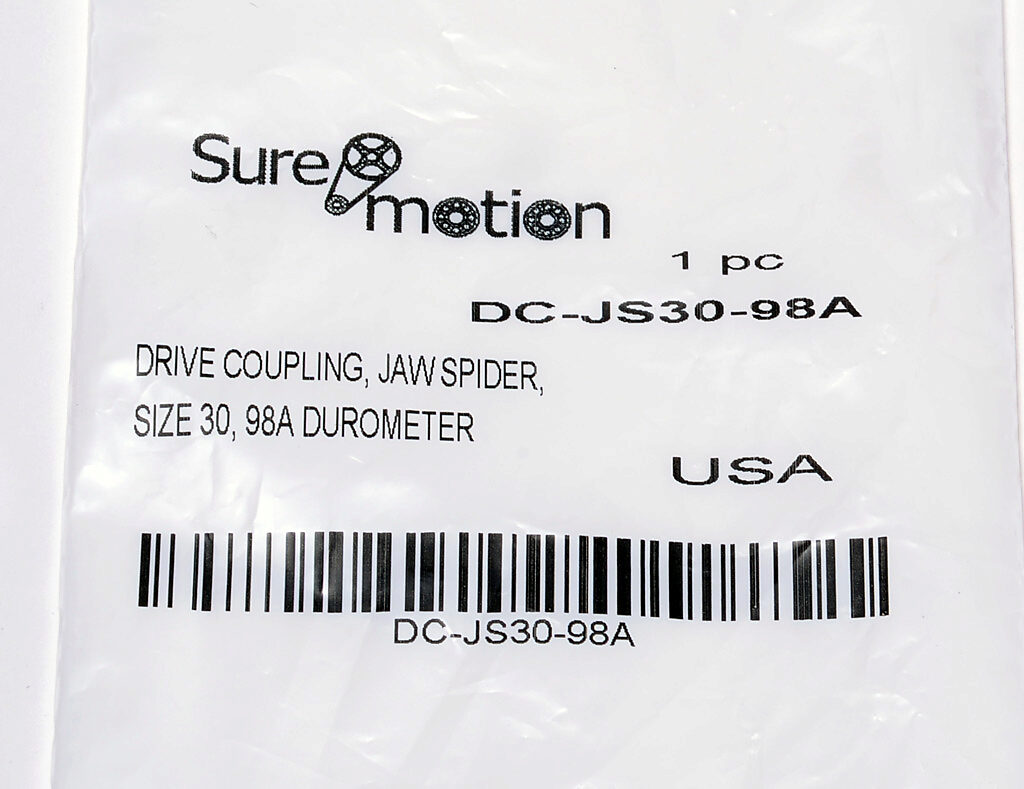 Sure
motion
1 pc
DC-JS30-98A
DRIVE COUPLING, JAW SPIDER,
SIZE 30, 98A DUROMETER
USA
DC-JS30-98A